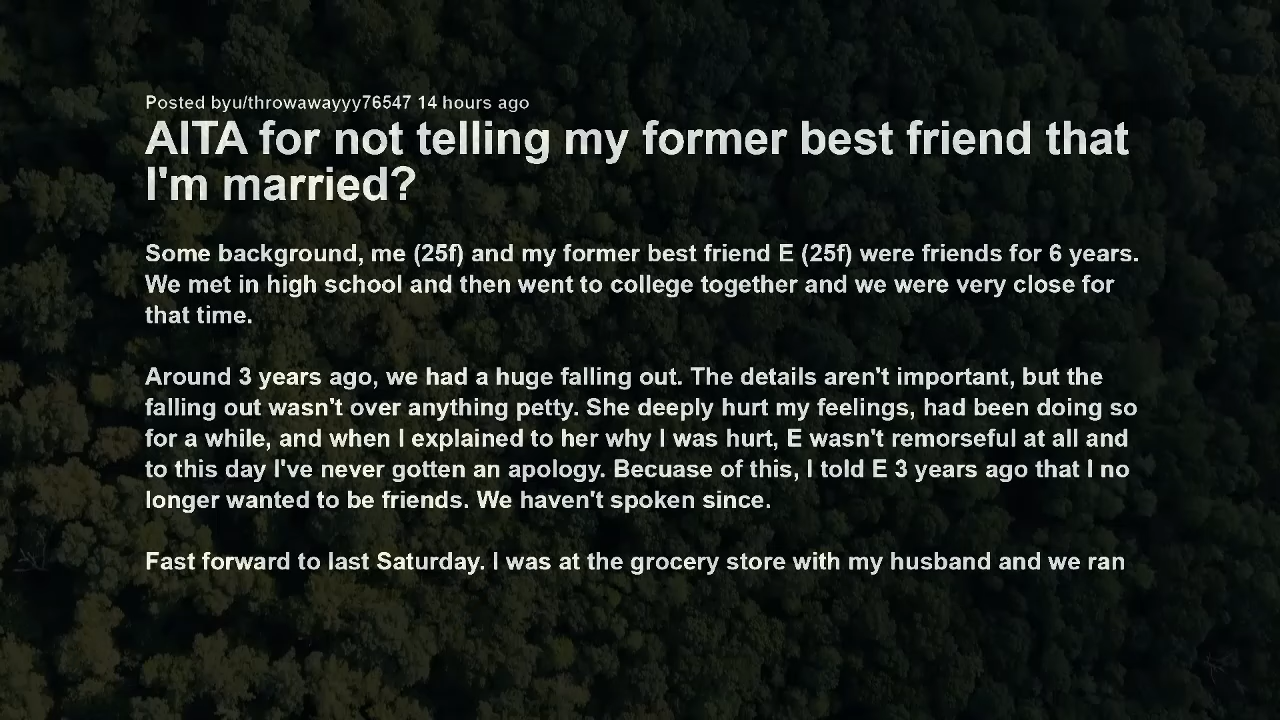 Posted byu/throwawayyy76547 14 hours ago
AITA for not telling my former best friend that
I'm married?
Some background, me (25f) and my former best friend E (25f) were friends for 6 years.
We met in high school and then went to college together and we were very close for
that time.
Around 3 years ago, we had a huge falling out. The details aren't important, but the
falling out wasn't over anything petty. She deeply hurt my feelings, had been doing so
for a while, and when I explained to her why I was hurt, E wasn't remorseful at all and
to this day I've never gotten an apology. Becuase of this, I told E 3 years ago that I no
longer wanted to be friends. We haven't spoken since.
Fast forward to last Saturday. I was at the grocery store with my husband and we ran